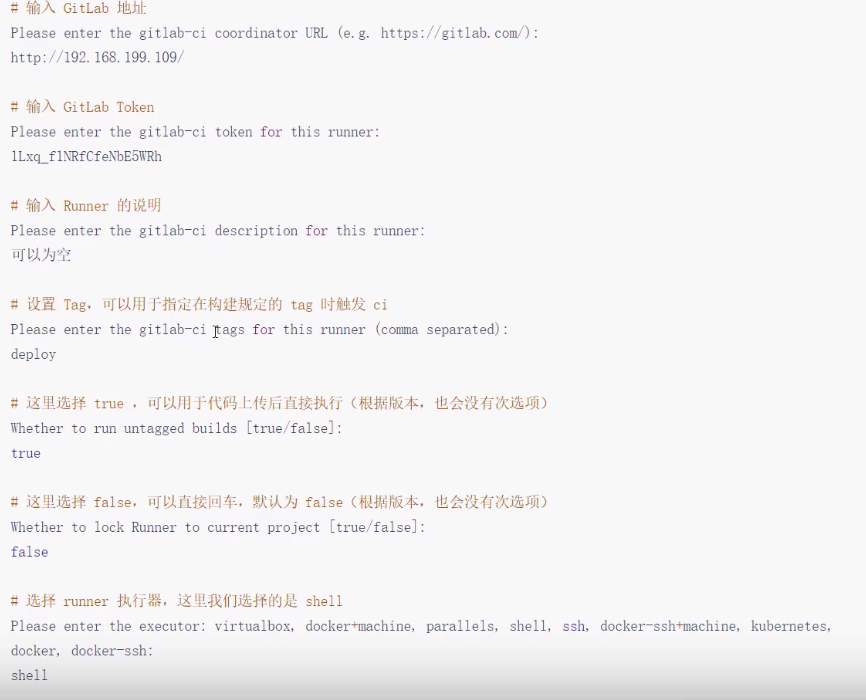 # 输入 GitLab 地址
Please enter the gitlab-ci coordinator URL (e.g. https://gitlab.com/):
http://192.168.199.109/
# 输入 GitLab Token
Please enter the gitlab-ci token for this runner:
1Lxq_f1NRfCfeNbE5WRh
# 输入 Runner 的说明
Please enter the gitlab-ci description for this runner:
可以为空
# 设置 Tag，可以用于指定在构建规定的 tag 时触发 ci
Please enter the gitlab-ci tags for this runner (comma separated):
deploy
# 这里选择 true ，可以用于代码上传后直接执行（根据版本，也会没有次选项）
Whether to run untagged builds [true/false]:
true
# 这里选择 false，可以直接回车，默认为 false（根据版本，也会没有次选项）
Whether to lock Runner to current project [true/false]:
false
# 选择 runner 执行器，这里我们选择的是 shell
Please enter the executor: virtualbox, docker+machine, parallels, shell, ssh, docker-ssh+machine, kubernetes,
docker, docker-ssh:
shell